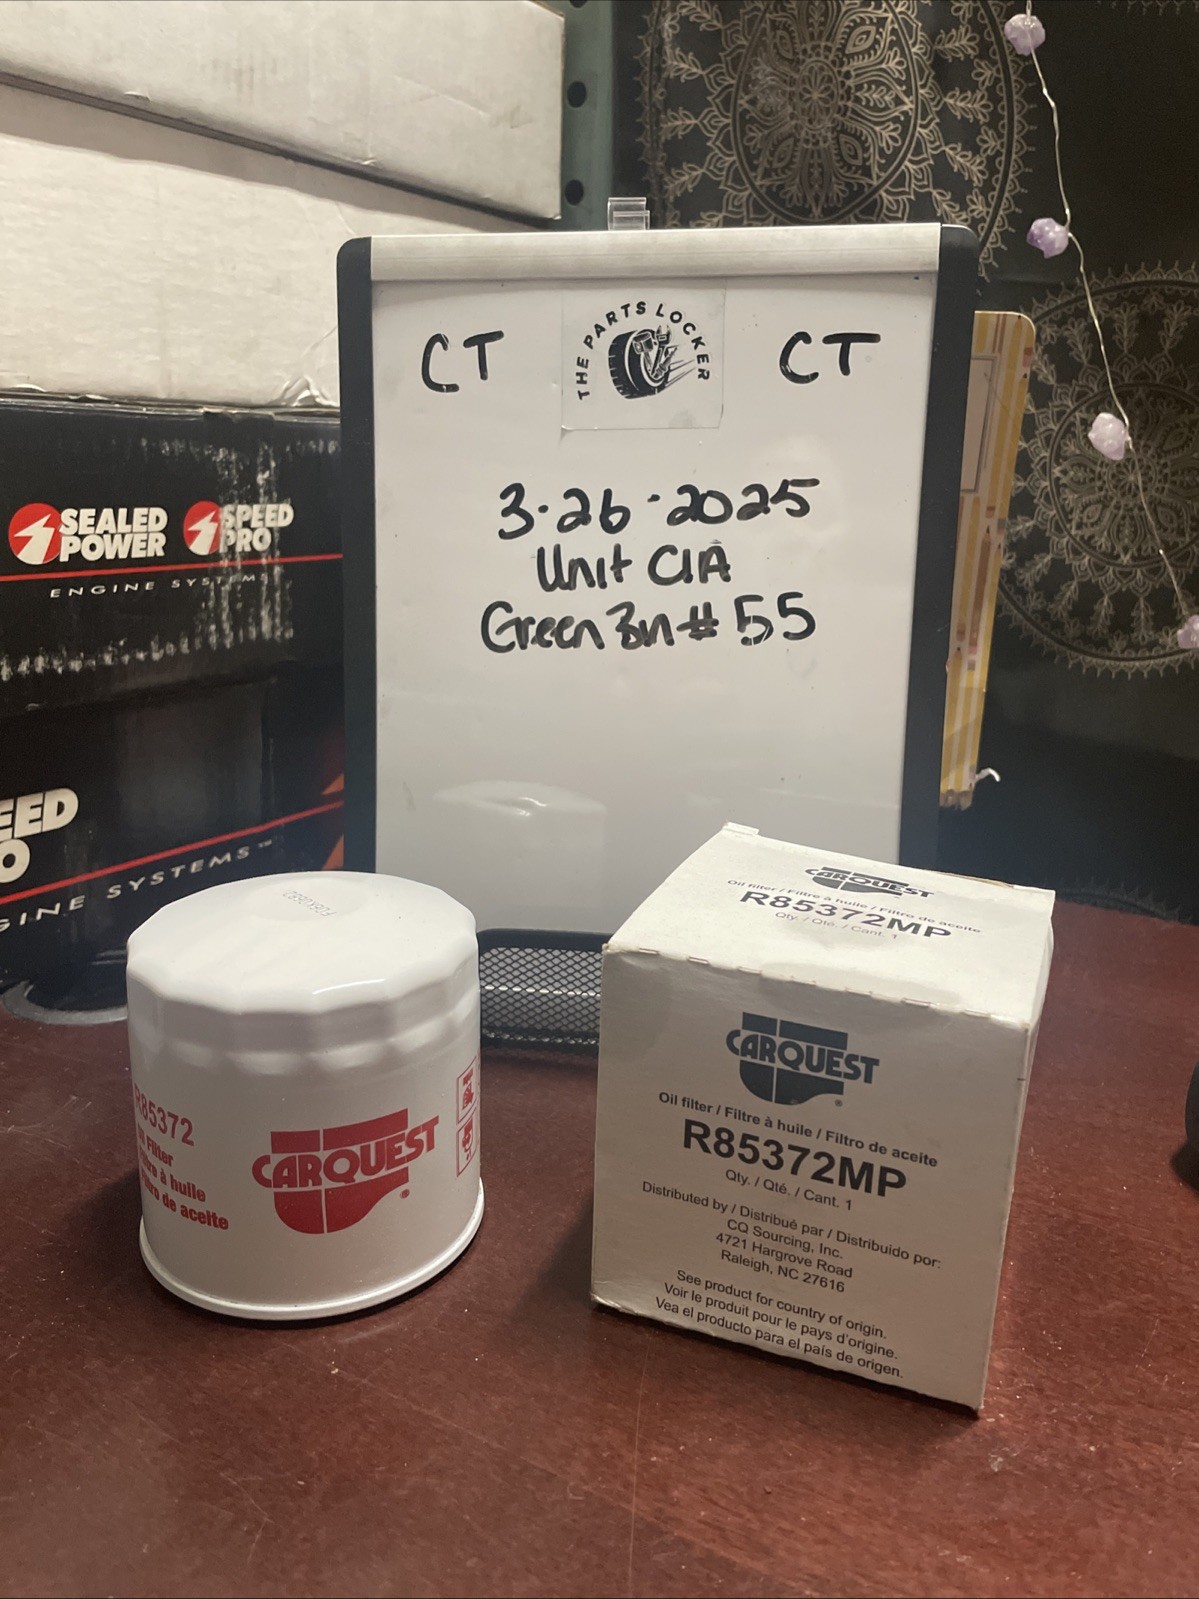 THE PARTS LOCKER
CT
CT
3-26-2025
Unit C1A
Green Bn # 55
SEALED
POWER
SPEED
PRO
ENGINE SYSTEMS
EED
O
GINE SYSTEMS™
R85372
Oil Filter
Filtre à huile
Filtro de aceite
CARQUEST®
CARQUEST
Oil filter / Filtre à huile / Filtro de aceite
R85372MP
Qty. / Qté. / Cant. 1
CARQUEST®
Oil filter / Filtre à huile / Filtro de aceite
R85372MP
Qty. / Qté. / Cant. 1
Distributed by / Distribué par / Distribuido por:
CQ Sourcing, Inc.
4721 Hargrove Road
Raleigh, NC 27616
See product for country of origin.
Voir le produit pour le pays d'origine.
Vea el producto para el país de origen.